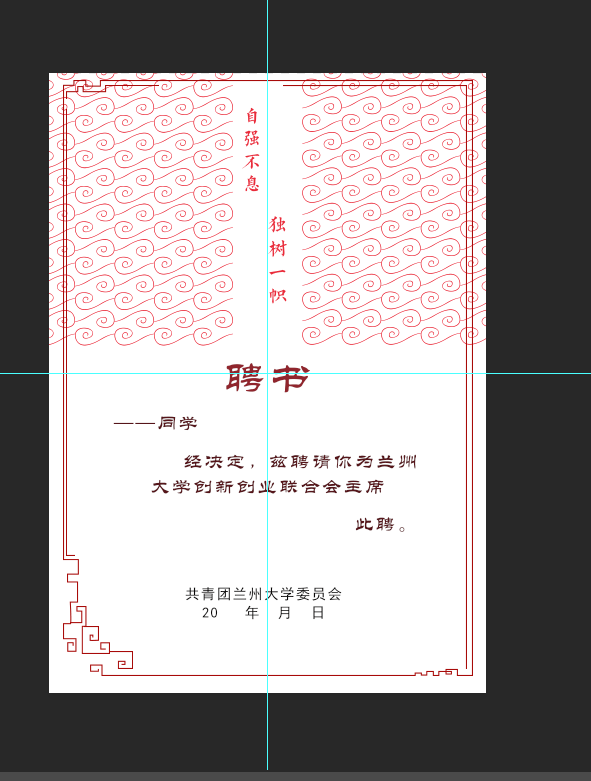 自强不息
独树一帜
聘书
——同学
经决定，兹聘请你为兰州
大学创新创业联合会主席
此聘。
共青团兰州大学委员会
20 年 月 日